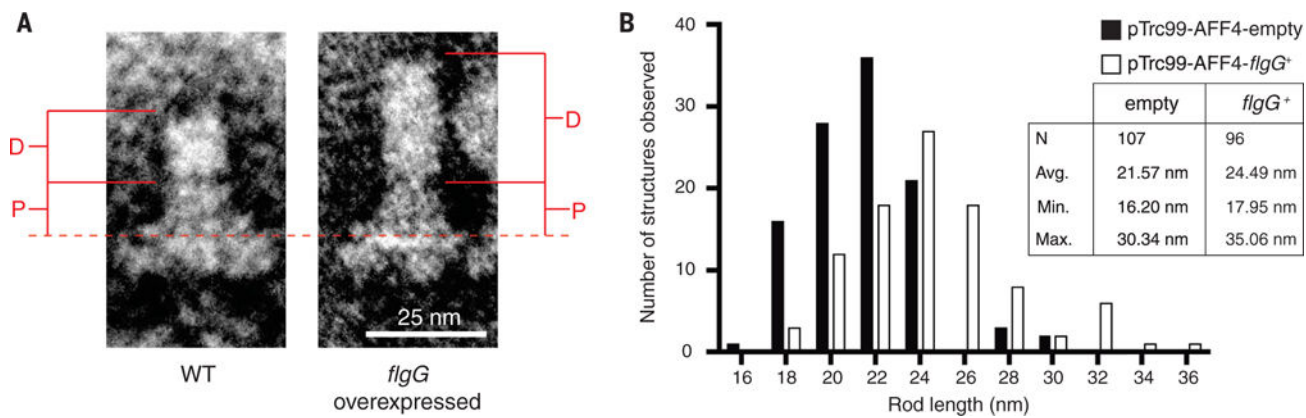 A
D
P
D
P
25 nm
WT
flgG
overexpressed
B
Number of structures observed
40
30
20
10
0
16 18 20 22 24 26 28 30 32 34 36
Rod length (nm)
pTrc99-AFF4-empty
pTrc99-AFF4-flgG⁺
empty flgG⁺
N 107 96
Avg. 21.57 nm 24.49 nm
Min. 16.20 nm 17.95 nm
Max. 30.34 nm 35.06 nm